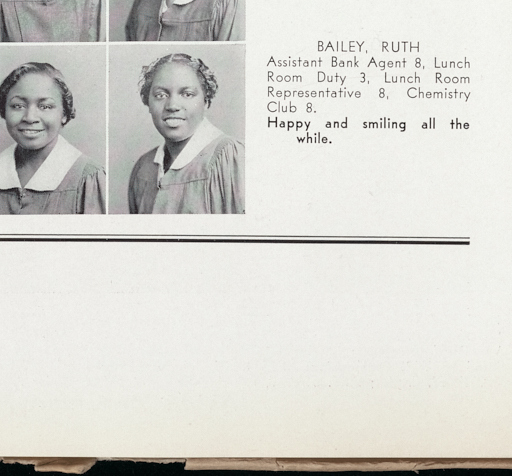 BAILEY, RUTH
Assistant Bank Agent 8, Lunch
Room Duty 3, Lunch Room
Representative 8, Chemistry
Club 8.
Happy and smiling all the
while.